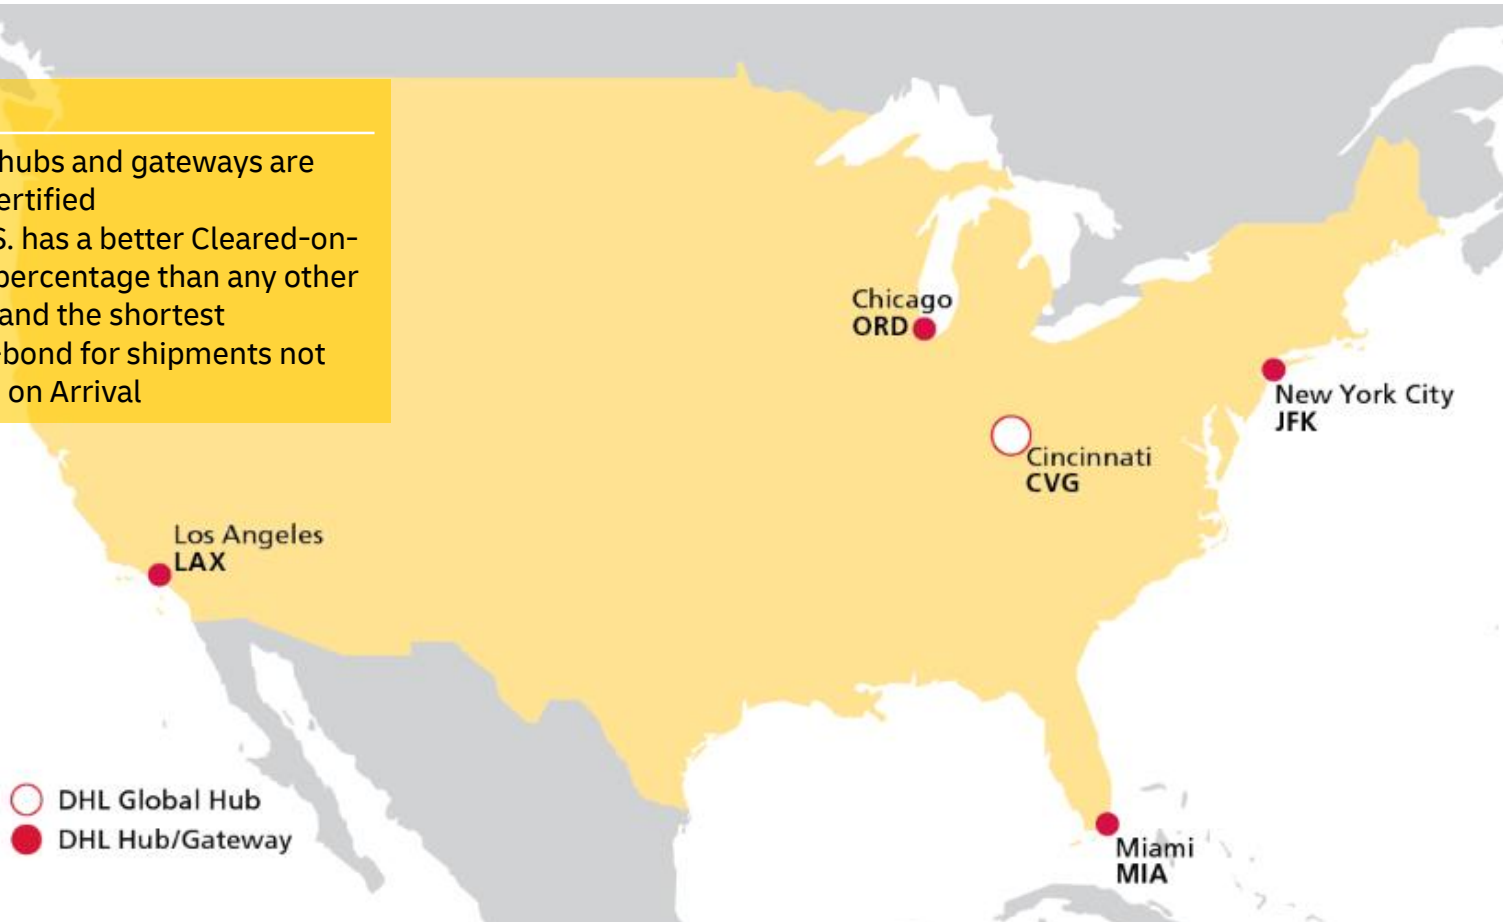 hubs and gateways are
ertified
S. has a better Cleared-on-
percentage than any other
and the shortest
-bond for shipments not
on Arrival
Chicago
ORD
New York City
JFK
Cincinnati
CVG
Los Angeles
LAX
DHL Global Hub
DHL Hub/Gateway
Miami
MIA